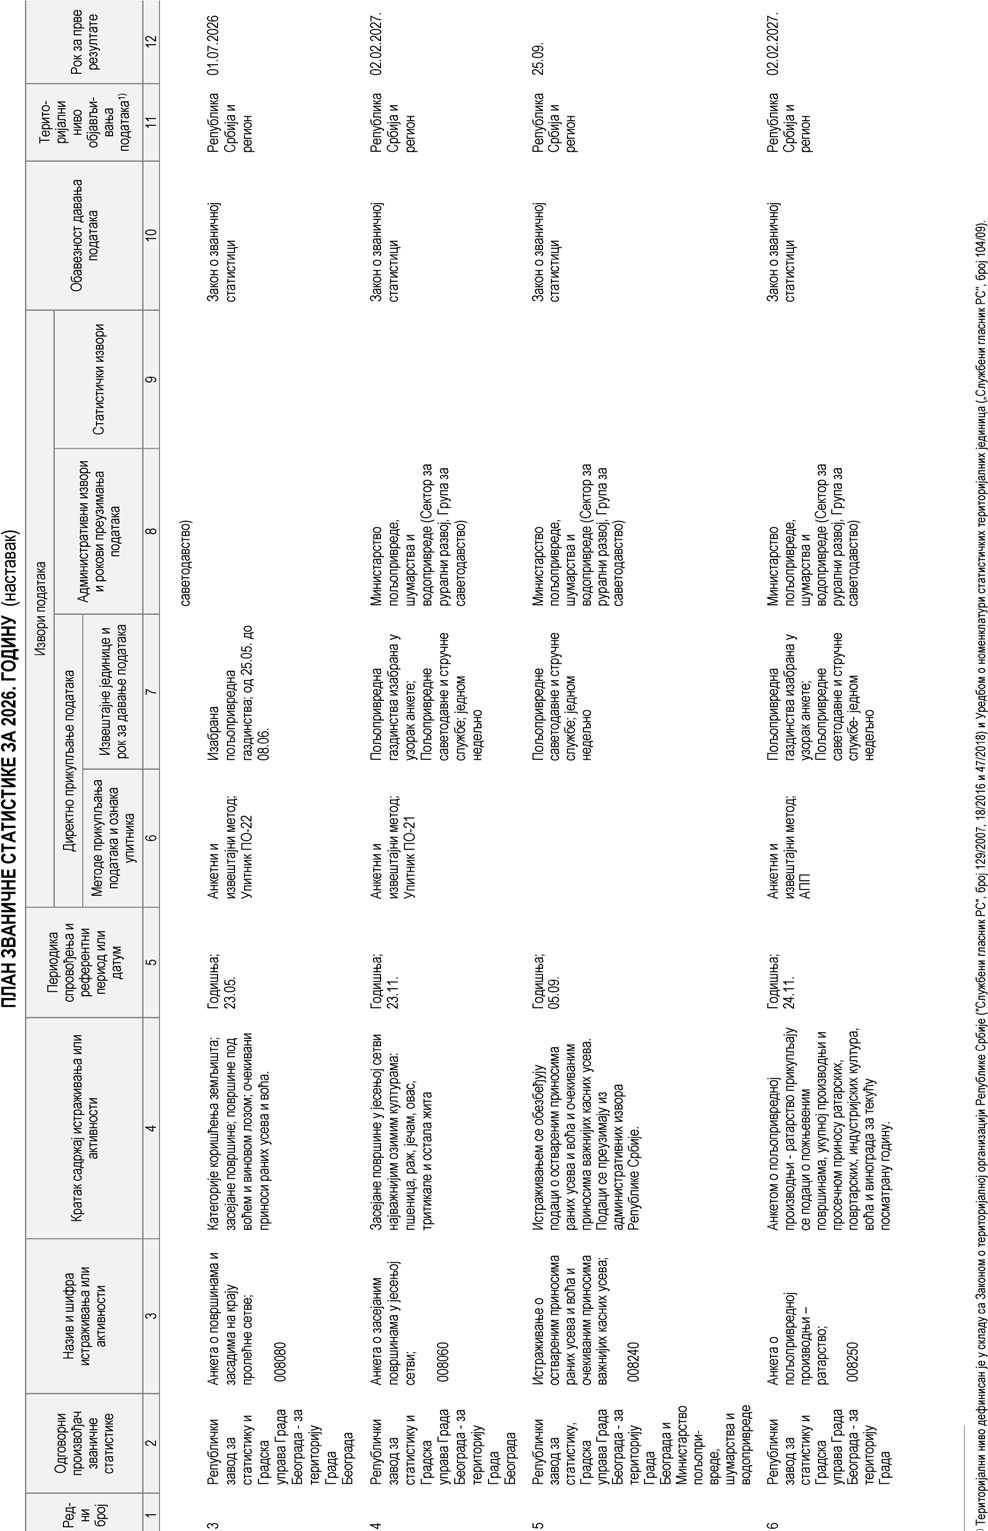 ПЛАН ЗВАНИЧНЕ СТАТИСТИКЕ ЗА 2026. ГОДИНУ (наставак)
Ред-
ни
број
Одговорни
произвођач
званичне
статистике
Назив и шифра
истраживања или
активности
Кратак садржај истраживања или
активности
Периодика
спровођења и
референтни
период или
датум
Извори података
Директно прикупљање података
Методе прикупљања
података и ознака
упитника
Извештајне јединице и
рок за давање података
Административни извори
и рокови преузимања
података
Статистички извори
Обавезност давања
података
Терито-
ријални
ниво
објављи-
вања
података1)
Рок за прве
резултате
1 2 3 4 5 6 7 8 9 10 11 12
саветодавство)
3
Републички
завод за
статистику и
Градска
управа Града
Београда - за
територију
Града
Београда
Анкета о површинама и
засадима на крају
пролећне сетве;
008080
Категорије коришћења земљишта;
засејане површине; површине под
воћем и виновом лозом; очекивани
приноси раних усева и воћа.
Годишња;
23.05.
Анкетни и
извештајни метод;
Упитник ПО-22
Изабрана
пољопривредна
газдинства; од 25.05. до
08.06.
Закон о званичној
статистици
Република
Србија и
регион
01.07.2026
4
Републички
завод за
статистику и
Градска
управа Града
Београда - за
територију
Града
Београда
Анкета о засејаним
површинама у јесењој
сетви;
008060
Засејане површине у јесењој сетви
најважнијим озимим културама:
пшеница, раж, јечам, овас,
тритикале и остала жита
Годишња;
23.11.
Анкетни и
извештајни метод;
Упитник ПО-21
Пољопривредна
газдинства изабрана у
узорак анкете;
Пољопривредне
саветодавне и стручне
службе; једном
недељно
Министарство
пољопривреде,
шумарства и
водопривреде (Сектор за
рурални развој, Група за
саветодавство)
Закон о званичној
статистици
Република
Србија и
регион
02.02.2027.
5
Републички
завод за
статистику,
Градска
управа Града
Београда - за
територију
Града
Београда и
Министарство
пољопри-
вреде,
шумарства и
водопривреде
Истраживање о
оствареним приносима
раних усева и воћа и
очекиваним приносима
важнијих касних усева;
008240
Истраживањем се обезбеђују
подаци о оствареним приносима
раних усева и воћа и очекиваним
приносима важнијих касних усева.
Подаци се преузимају из
административних извора
Републике Србије.
Годишња;
05.09.
Пољопривредне
саветодавне и стручне
службе; једном
недељно
Министарство
пољопривреде,
шумарства и
водопривреде (Сектор за
рурални развој, Група за
саветодавство)
Закон о званичној
статистици
Република
Србија и
регион
25.09.
6
Републички
завод за
статистику и
Градска
управа Града
Београда - за
територију
Града
Анкета о
пољопривредној
производњи –
ратарство;
008250
Анкетом о пољопривредној
производњи - ратарство прикупљају
се подаци о пожњевеним
површинама, укупној производњи и
просечном приносу ратарских,
повртарских, индустријских култура,
воћа и винограда за текућу
посматрану годину.
Годишња;
24.11.
Анкетни и
извештајни метод;
АПП
Пољопривредна
газдинства изабрана у
узорак анкете;
Пољопривредне
саветодавне и стручне
службе- једном
недељно
Министарство
пољопривреде,
шумарства и
водопривреде (Сектор за
рурални развој, Група за
саветодавство)
Закон о званичној
статистици
Република
Србија и
регион
02.02.2027.
) Територијални ниво дефинисан је у складу са Законом о територијалној организацији Републике Србије ("Службени гласник РС", број 129/2007, 18/2016 и 47/2018) и Уредбом о номенклатури статистичких територијалних јединица („Службени гласник РС", број 104/09).